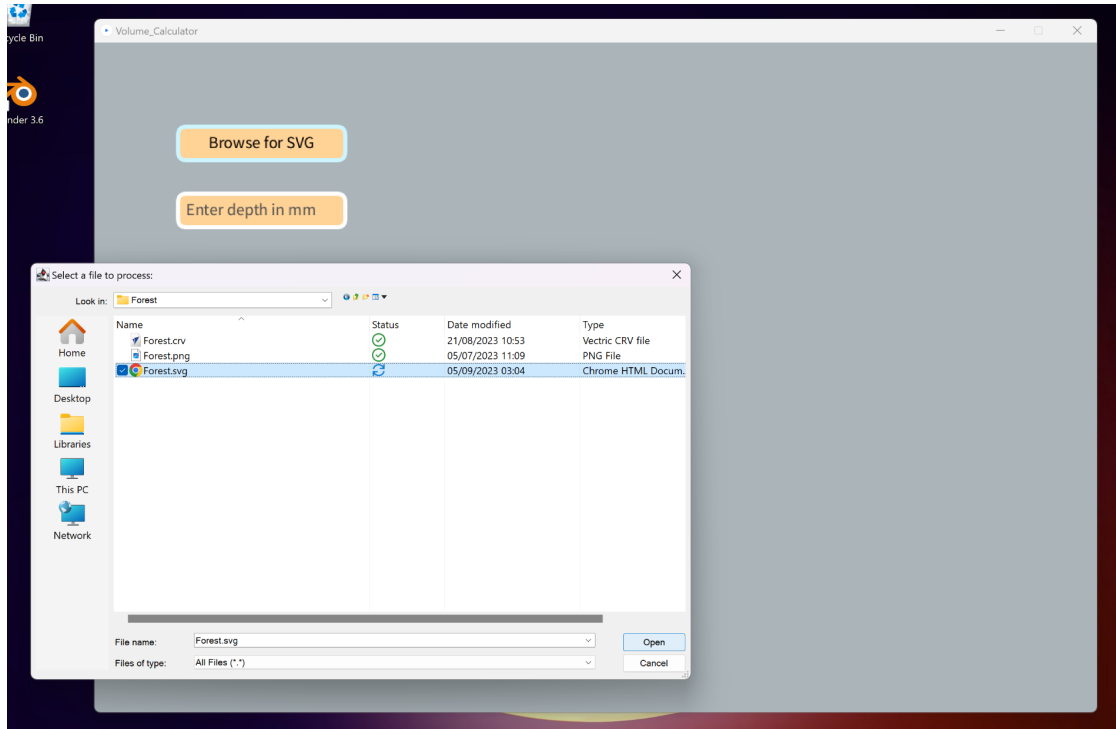 ycle Bin
nder 3.6
Volume_Calculator
Browse for SVG
Enter depth in mm
Select a file to process:
Look in: Forest
Name Status Date modified Type
Forest.crv 21/08/2023 10:53 Vectric CRV file
Forest.png 05/07/2023 11:09 PNG File
Forest.svg 05/09/2023 03:04 Chrome HTML Docum.
Home
Desktop
Libraries
This PC
Network
File name: Forest.svg Open
Files of type: All Files (*.*) Cancel